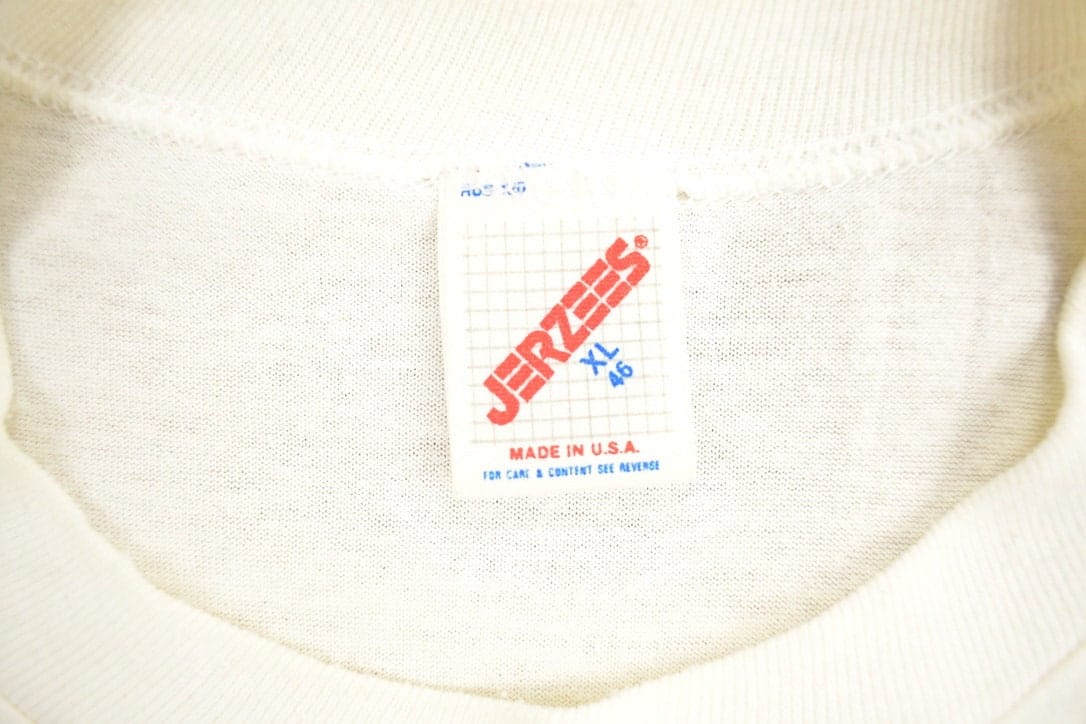 JERZEES®
XL
46
MADE IN U.S.A.
FOR CARE & CONTENT SEE REVERSE